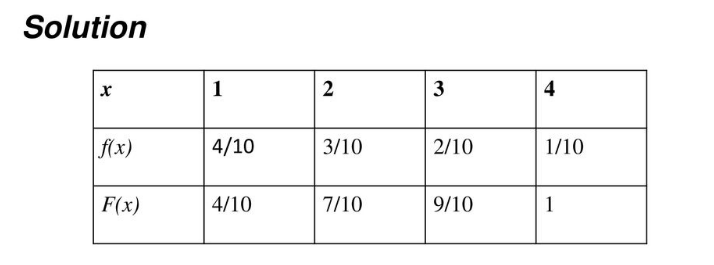 Solution
x 1 2 3 4
f(x) 4/10 3/10 2/10 1/10
F(x) 4/10 7/10 9/10 1